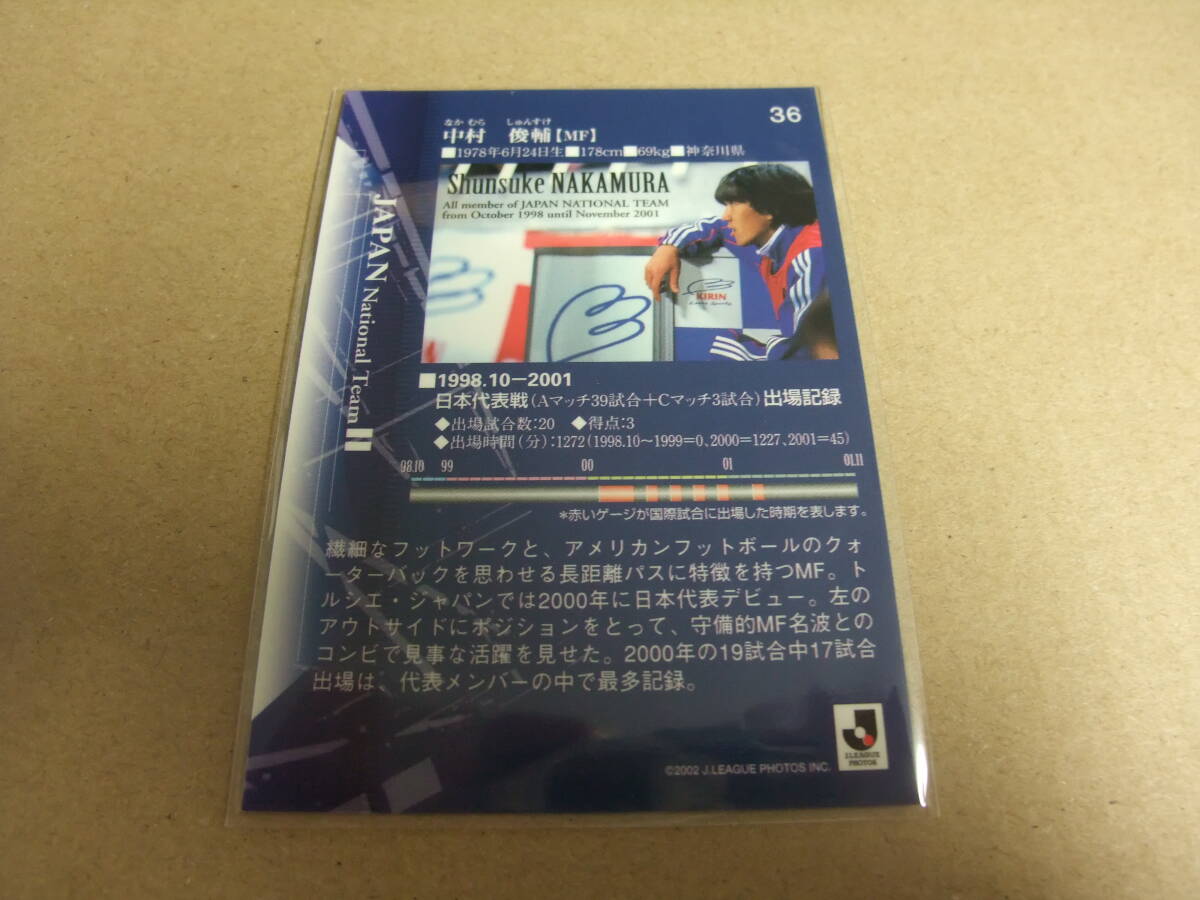 36
なかむら しゅんすけ
中村 俊輔【MF】
■1978年6月24日生■178cm■69kg■神奈川県
Shunsuke NAKAMURA
All member of JAPAN NATIONAL TEAM
from October 1998 until November 2001
KIRIN
JAPAN National Team
■1998.10－2001
日本代表戦(Aマッチ39試合＋Cマッチ3試合)出場記録
◆出場試合数:20 ◆得点:3
◆出場時間(分):1272(1998.10～1999=0、2000=1227、2001=45)
98.10 99 00 01 01.11
*赤いゲージが国際試合に出場した時期を表します。
繊細なフットワークと、アメリカンフットボールのクォ
ーターバックを思わせる長距離パスに特徴を持つMF。ト
ルシエ・ジャパンでは2000年に日本代表デビュー。左の
アウトサイドにポジションをとって、守備的MF名波との
コンビで見事な活躍を見せた。2000年の19試合中17試合
出場は、代表メンバーの中で最多記録。
J.LEAGUE
PHOTOS
©2002 J.LEAGUE PHOTOS INC.